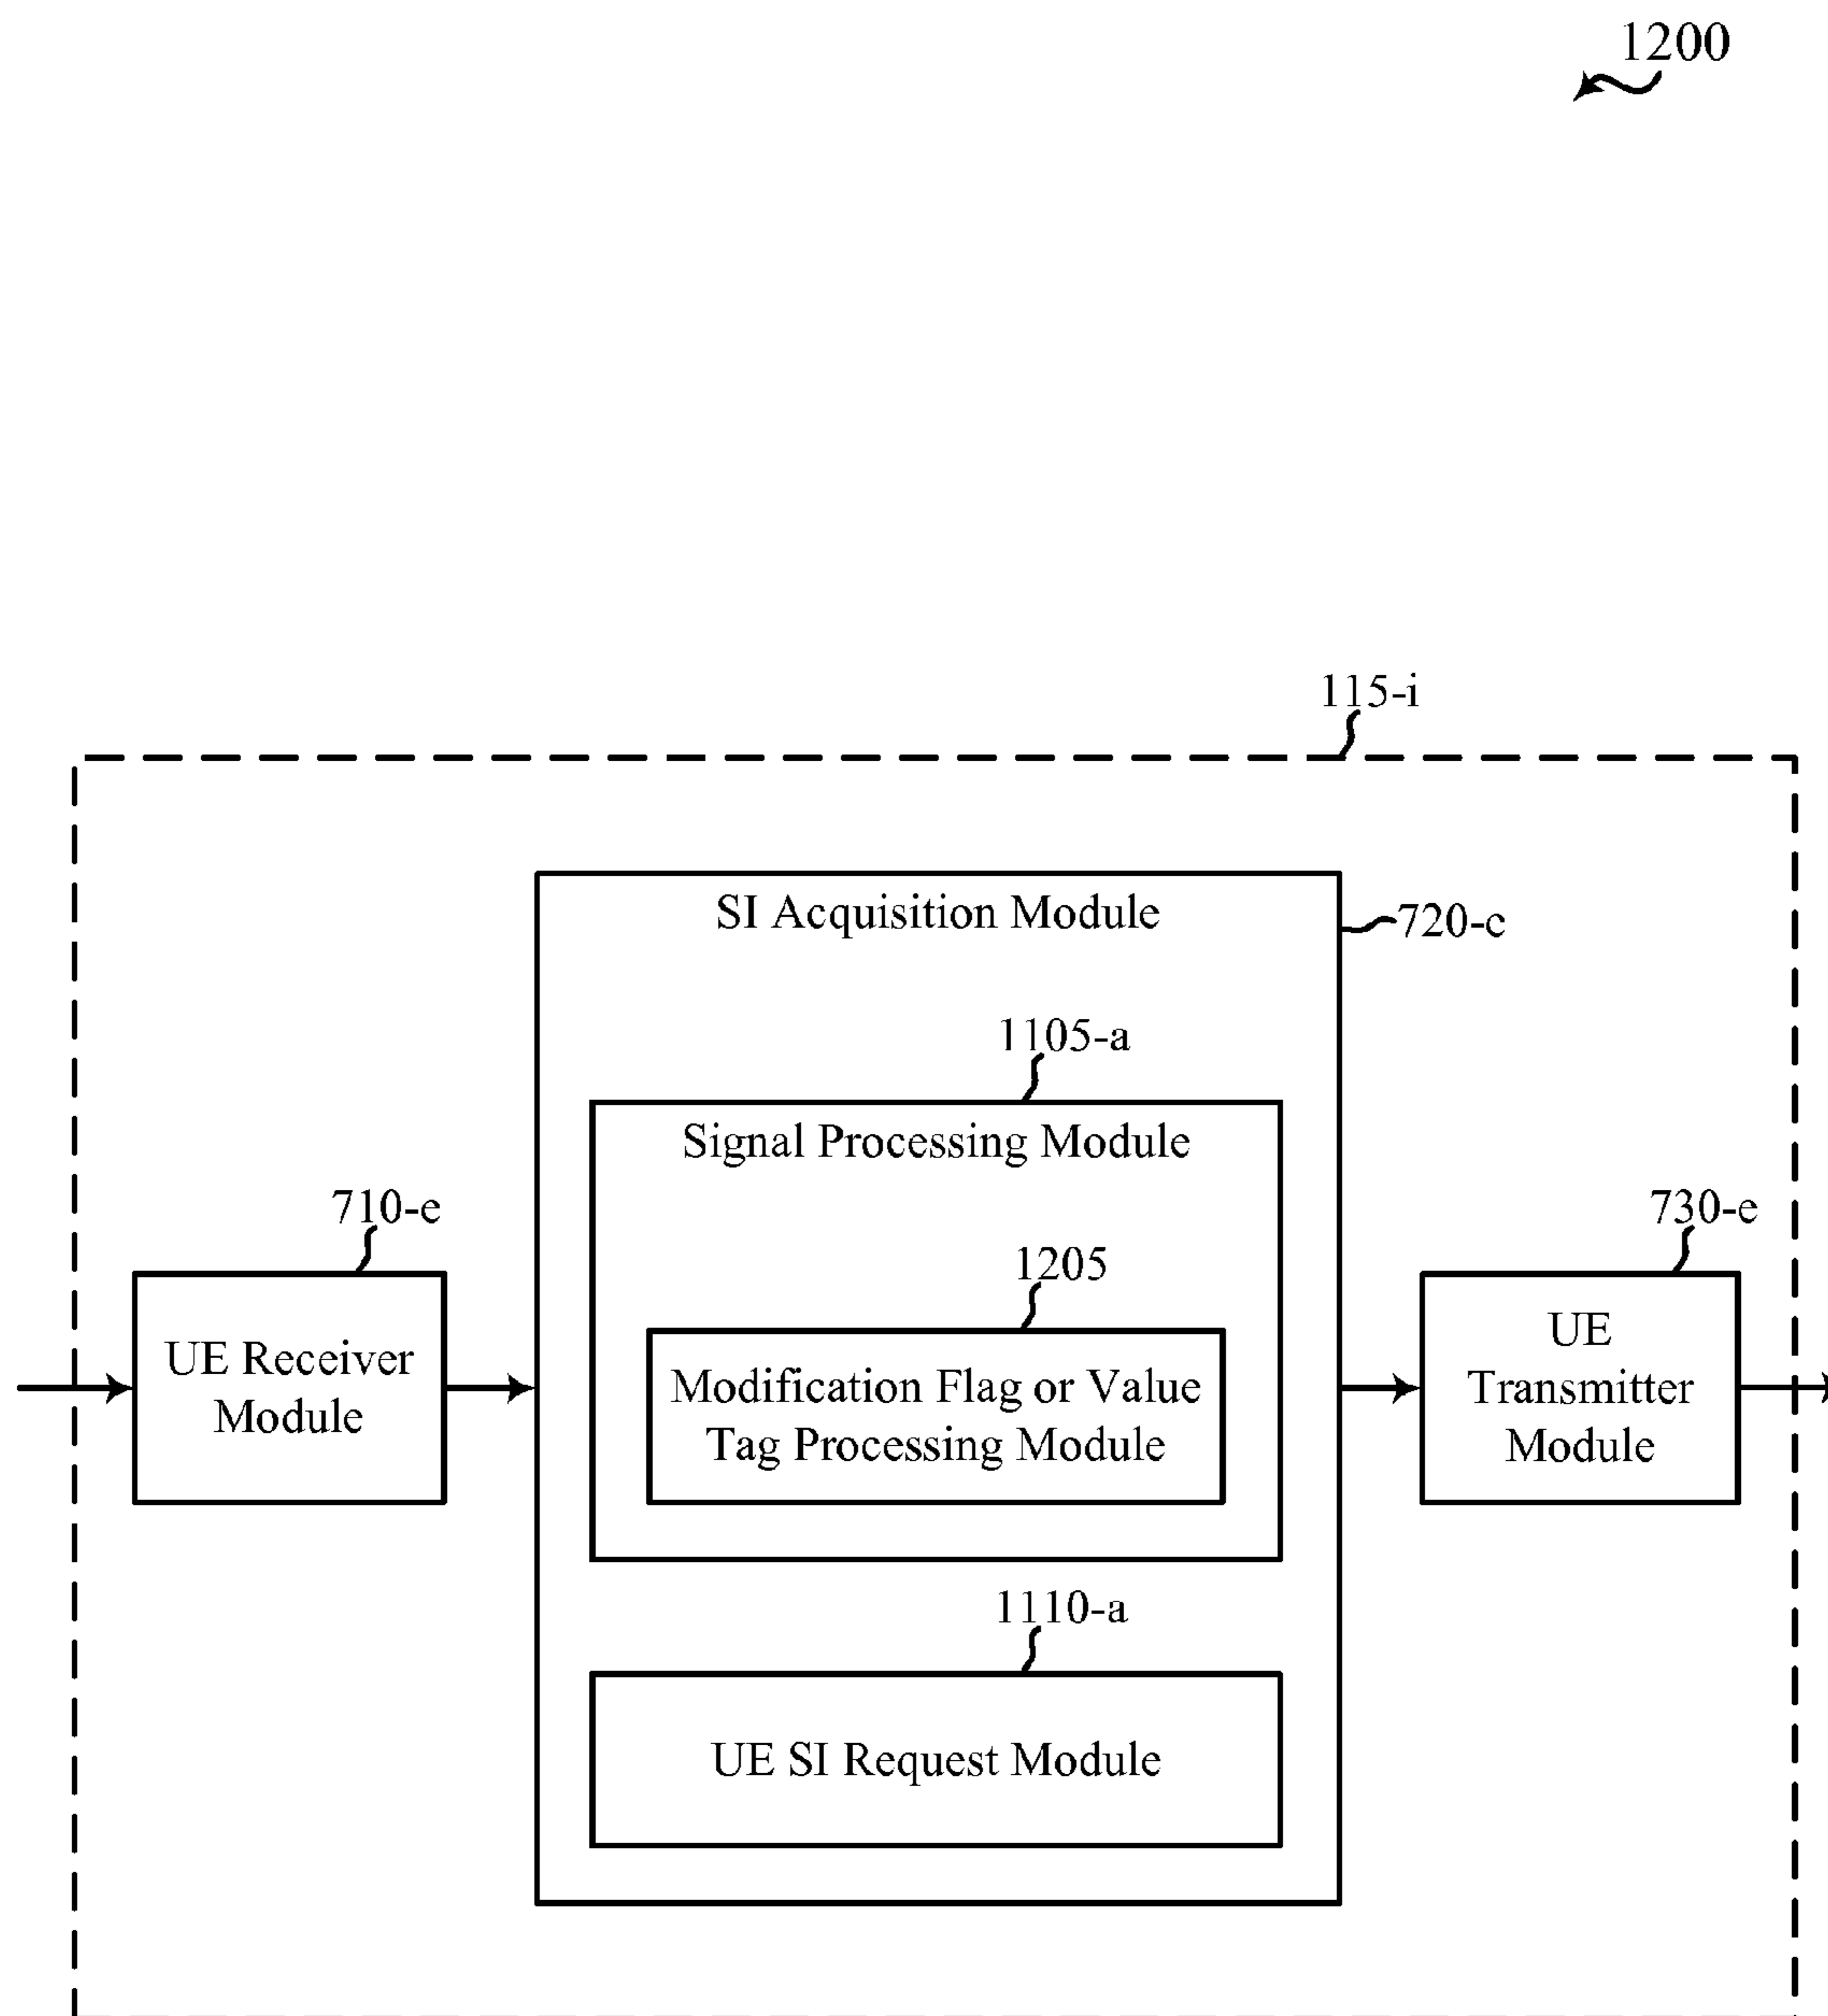 1200
115-i
SI Acquisition Module
720-c
1105-a
Signal Processing Module
710-e
730-e
1205
UE Receiver
Module
Modification Flag or Value
Tag Processing Module
UE
Transmitter
Module
1110-a
UE SI Request Module